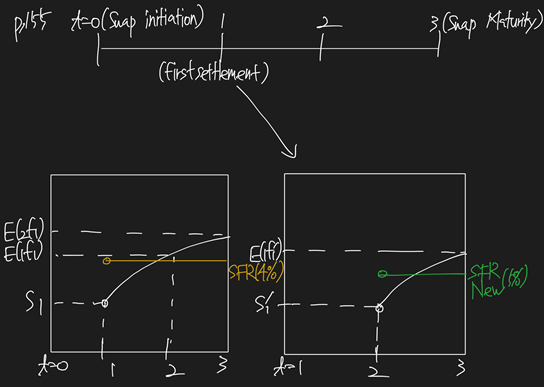 p.155 t=0 (Swap initiation) 1 2 3 (Swap Maturity)
(first settlement)
E(2f1)
E(1f1)
SFR(4%)
S1
t=0 1 2 3
E(1f1')
SFR
New (5%)
S1'
t=1 2 3